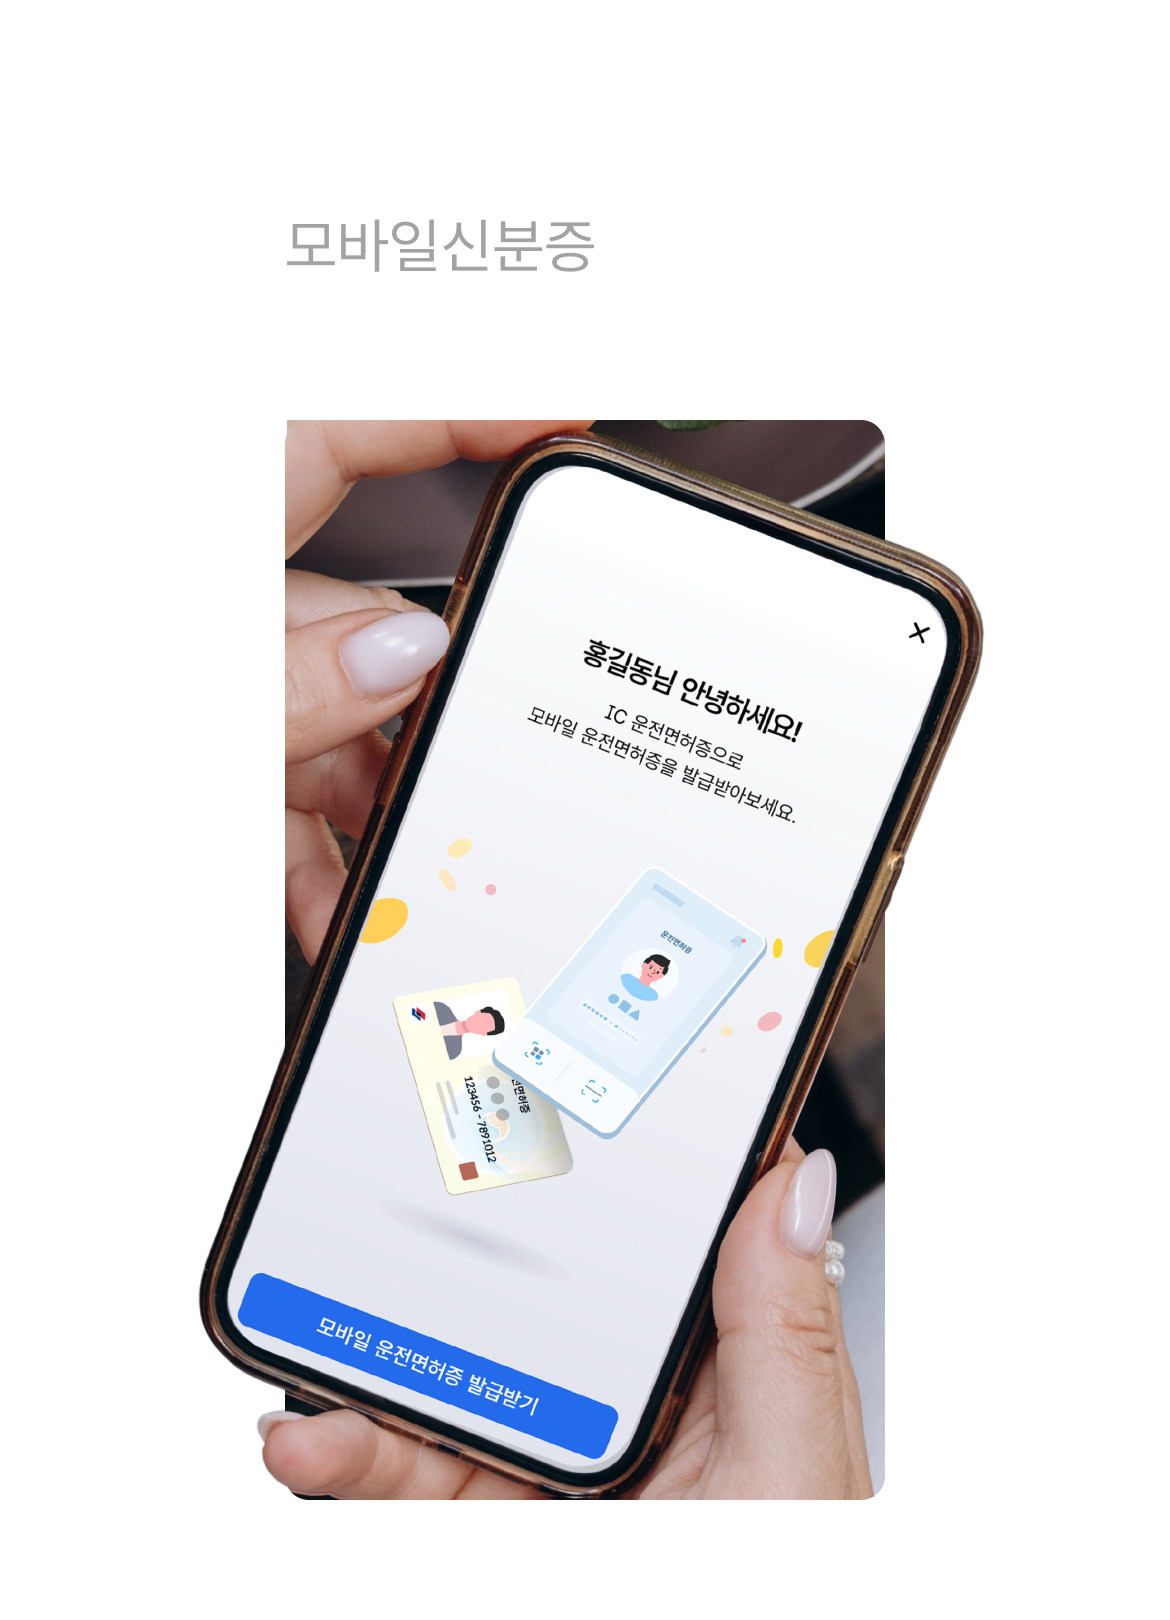 모바일신분증
홍길동님 안녕하세요!
IC 운전면허증으로
모바일 운전면허증을 발급받아보세요.
운전면허증
전면허증
123456 - 7891012
모바일 운전면허증 발급받기